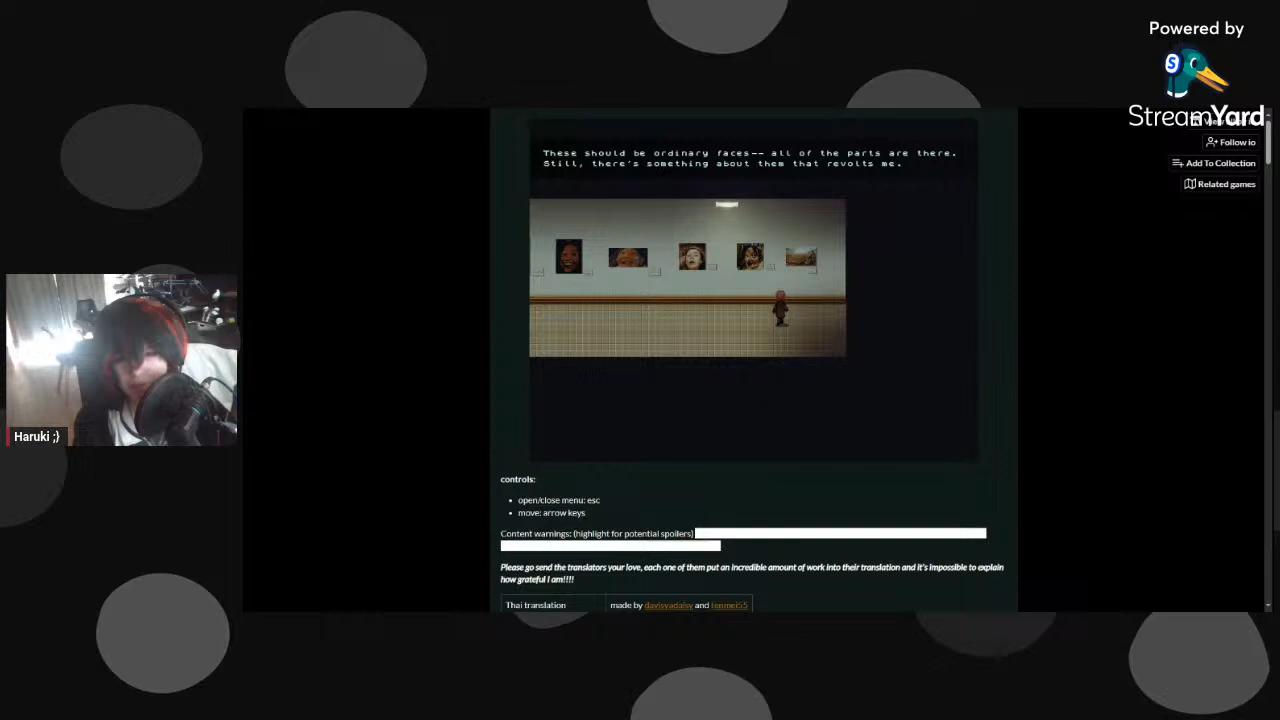 Powered by
StreamYard
Follow io
Add To Collection
Related games
These should be ordinary faces-- all of the parts are there.
Still, there's something about them that revolts me.
Haruki ;}
controls:
open/close menu: esc
move: arrow keys
Content warnings: (highlight for potential spoilers)
Please go send the translators your love, each one of them put an incredible amount of work into their translation and it's impossible to explain
how grateful I am!!!!
Thai translation
made by davisyadaisy and tenmei55